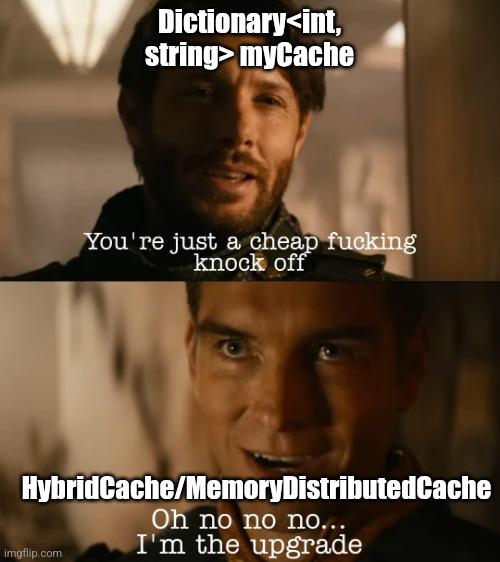 Dictionary<int,
string> myCache
You're just a cheap fucking
knock off
HybridCache/MemoryDistributedCache
Oh no no no...
I'm the upgrade
imgflip.com